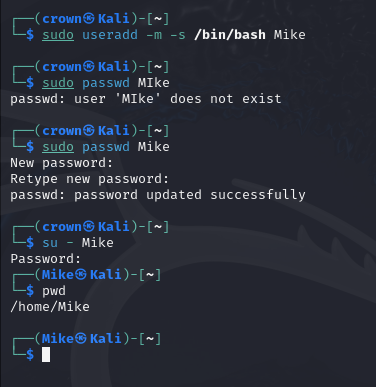 ┌──(crown㉿Kali)-[~]
└─$ sudo useradd -m -s /bin/bash Mike
┌──(crown㉿Kali)-[~]
└─$ sudo passwd MIke
passwd: user 'MIke' does not exist
┌──(crown㉿Kali)-[~]
└─$ sudo passwd Mike
New password:
Retype new password:
passwd: password updated successfully
┌──(crown㉿Kali)-[~]
└─$ su - Mike
Password:
┌──(Mike㉿Kali)-[~]
└─$ pwd
/home/Mike
┌──(Mike㉿Kali)-[~]
└─$